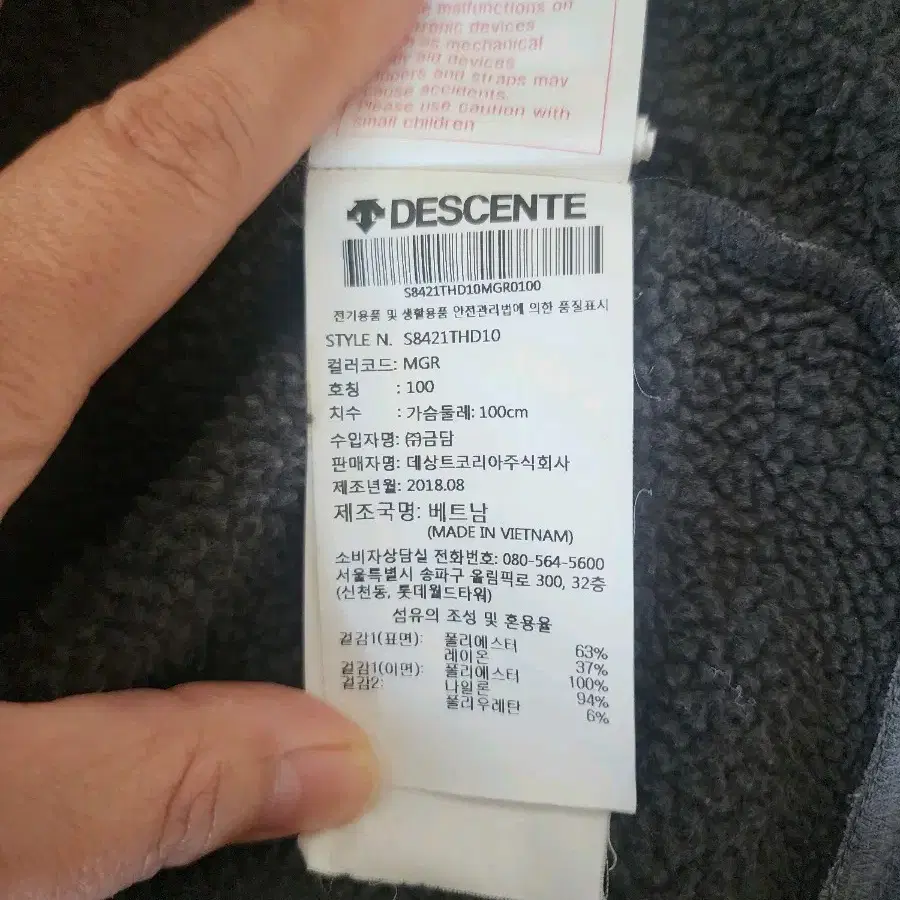 malfunctions on
devices
as mechanical
aid devices
and straps may
cause accidents.
Please use caution with
small children
DESCENTE
S8421THD10MGR0100
전기용품 및 생활용품 안전관리법에 의한 품질표시
STYLE N. S8421THD10
컬러코드: MGR
호칭 : 100
치수 : 가슴둘레: 100cm
수입자명: ㈜금담
판매자명: 데상트코리아주식회사
제조년월: 2018.08
제조국명: 베트남
(MADE IN VIETNAM)
소비자상담실 전화번호: 080-564-5600
서울특별시 송파구 올림픽로 300, 32층
(신천동, 롯데월드타워)
섬유의 조성 및 혼용율
겉감1(표면): 폴리에스터 63%
레이온 37%
겉감1(이면): 폴리에스터 100%
겉감2: 나일론 94%
폴리우레탄 6%